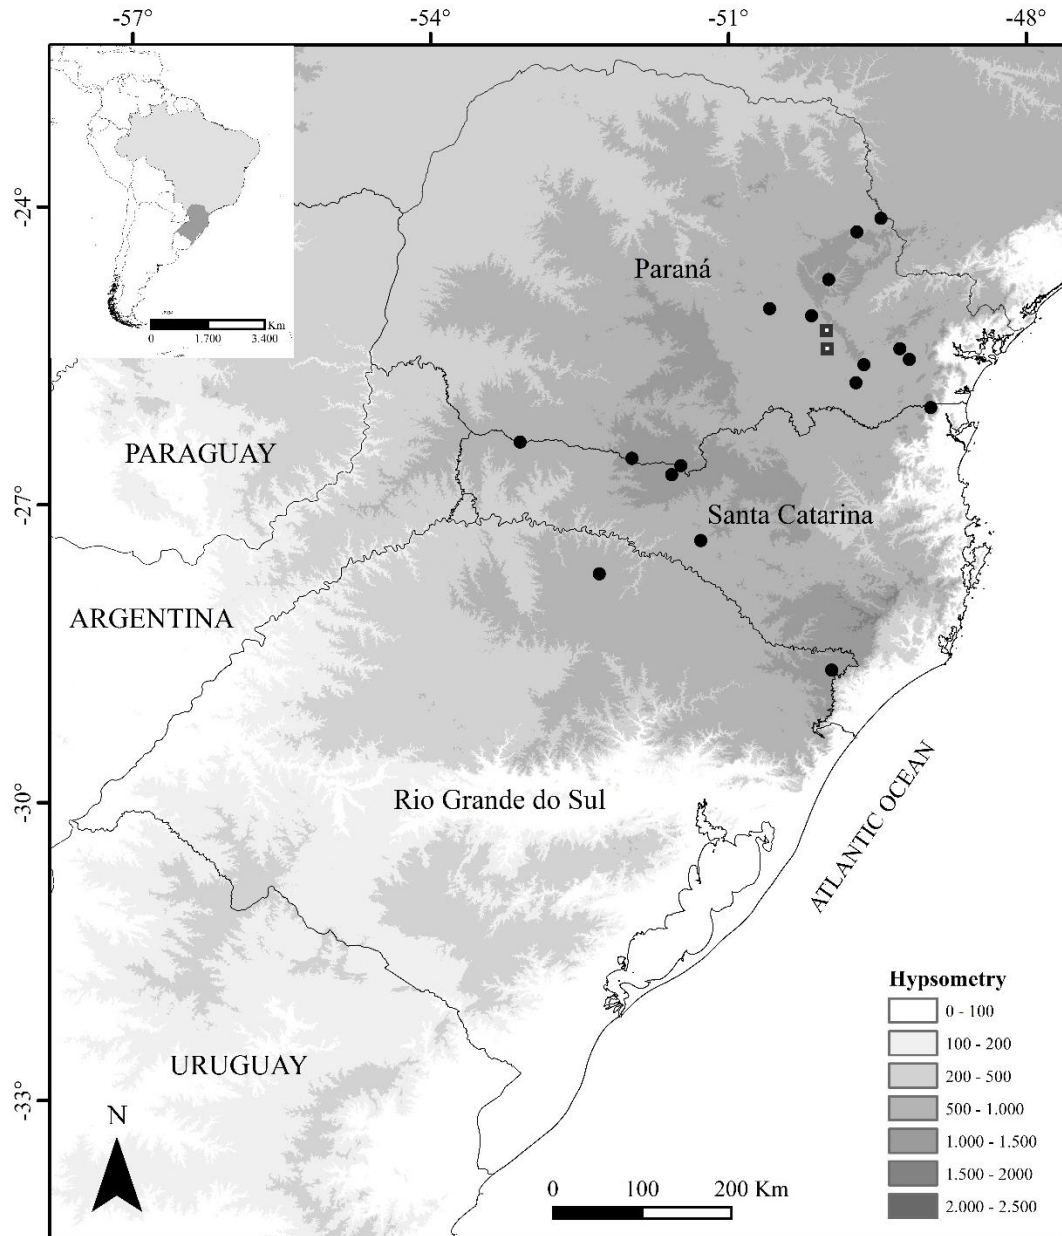 -57° -54° -51° -48°
-24°
-27°
-30°
-33°
0 1.700 3.400 Km
Paraná
PARAGUAY
Santa Catarina
ARGENTINA
Rio Grande do Sul
ATLANTIC OCEAN
URUGUAY
N
0 100 200 Km
Hypsometry
0 - 100
100 - 200
200 - 500
500 - 1.000
1.000 - 1.500
1.500 - 2000
2.000 - 2.500